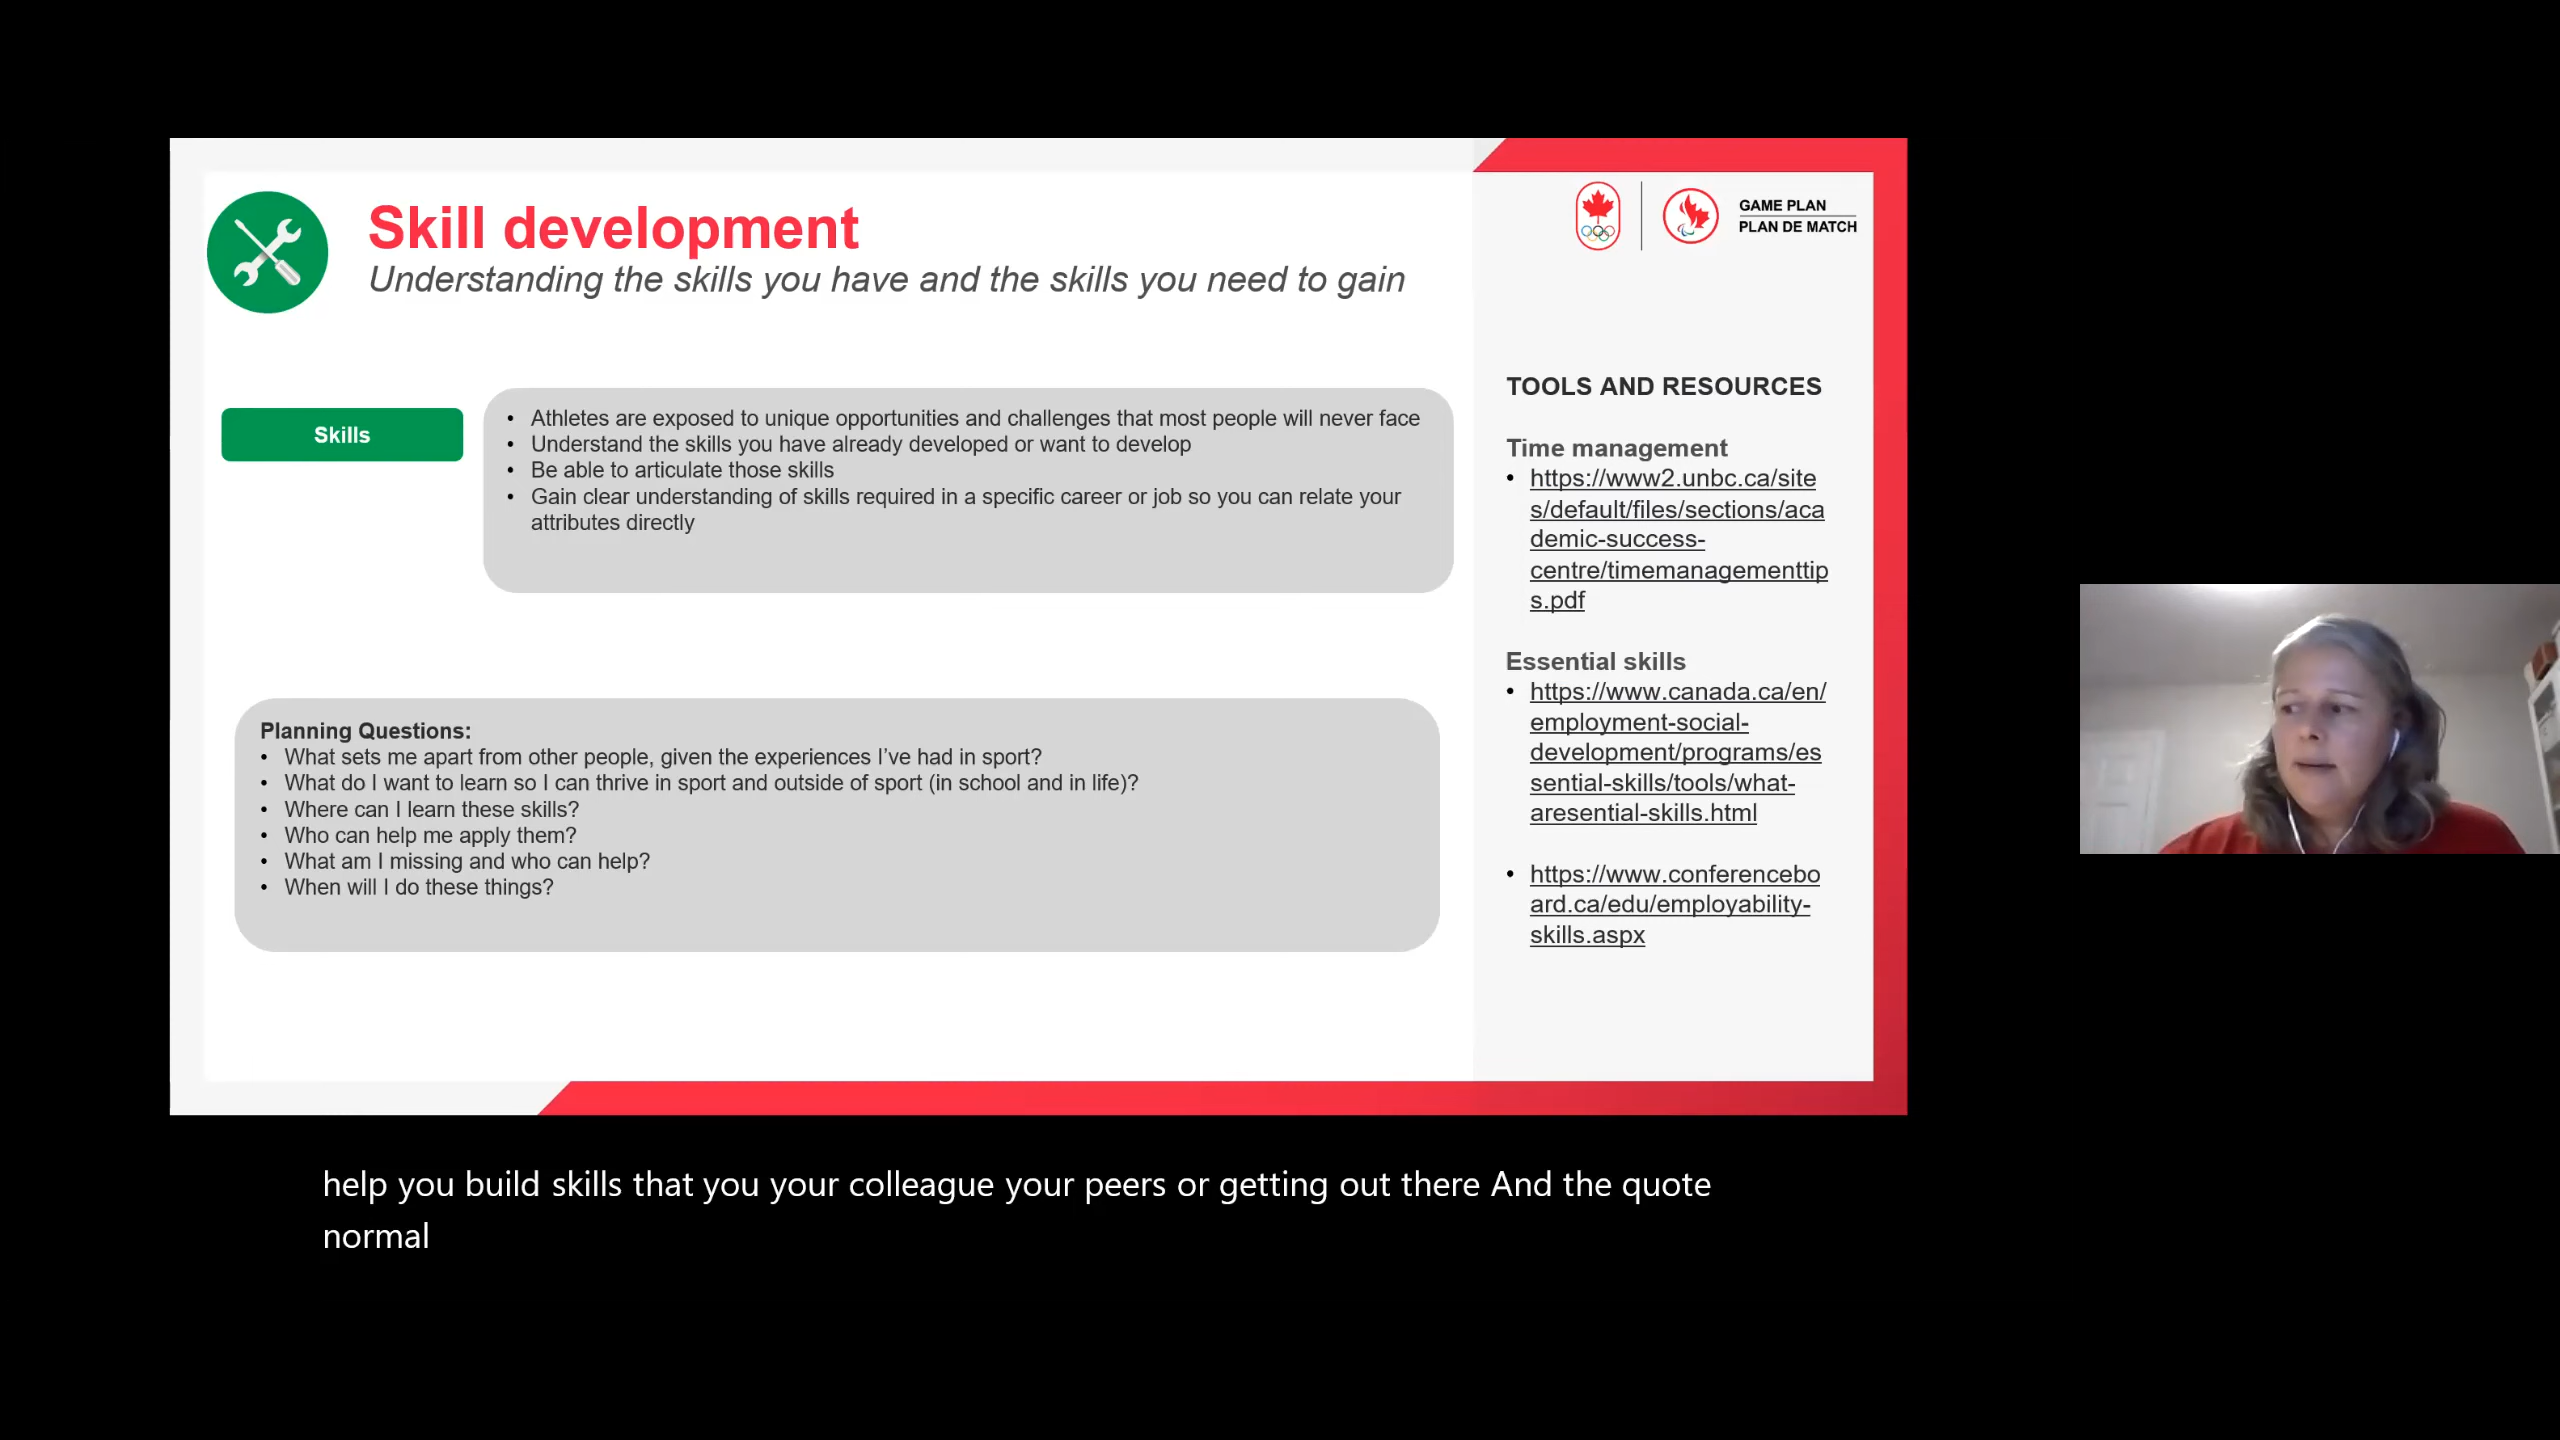 Skill development
Understanding the skills you have and the skills you need to gain
GAME PLAN
PLAN DE MATCH
Skills
• Athletes are exposed to unique opportunities and challenges that most people will never face
• Understand the skills you have already developed or want to develop
• Be able to articulate those skills
• Gain clear understanding of skills required in a specific career or job so you can relate your
attributes directly
Planning Questions:
• What sets me apart from other people, given the experiences I’ve had in sport?
• What do I want to learn so I can thrive in sport and outside of sport (in school and in life)?
• Where can I learn these skills?
• Who can help me apply them?
• What am I missing and who can help?
• When will I do these things?
TOOLS AND RESOURCES
Time management
• https://www2.unbc.ca/site
s/default/files/sections/aca
demic-success-
centre/timemanagementtip
s.pdf
Essential skills
• https://www.canada.ca/en/
employment-social-
development/programs/es
sential-skills/tools/what-
aresential-skills.html
• https://www.conferencebo
ard.ca/edu/employability-
skills.aspx
help you build skills that you your colleague your peers or getting out there And the quote
normal